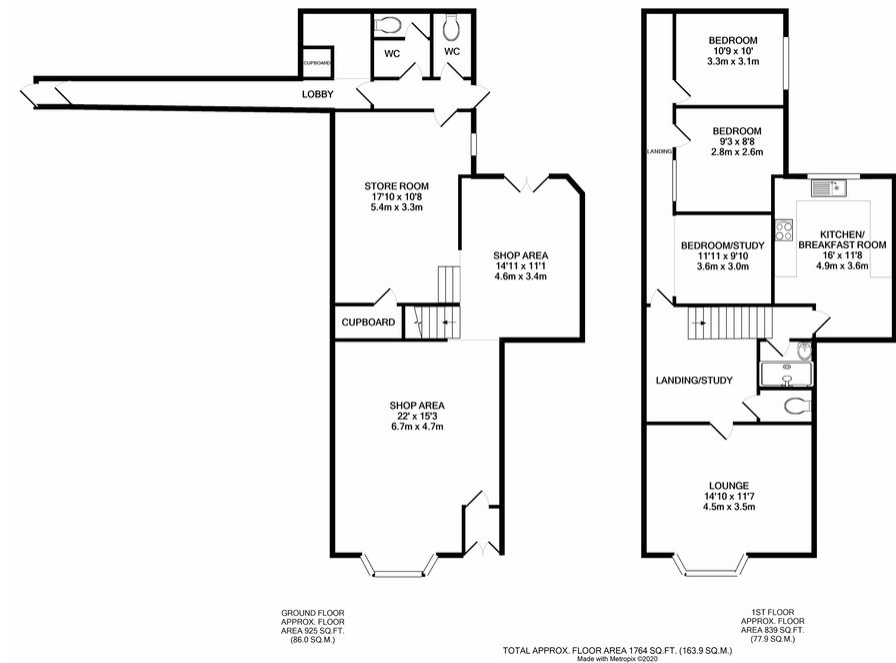 WC
WC
CUPBOARD
LOBBY
STORE ROOM
17'10 x 10'8
5.4m x 3.3m
SHOP AREA
14'11 x 11'1
4.6m x 3.4m
CUPBOARD
SHOP AREA
22' x 15'3
6.7m x 4.7m
GROUND FLOOR
APPROX. FLOOR
AREA 925 SQ.FT.
(86.0 SQ.M.)
BEDROOM
10'9 x 10'
3.3m x 3.1m
BEDROOM
9'3 x 8'8
2.8m x 2.6m
LANDING
BEDROOM/STUDY
11'11 x 9'10
3.6m x 3.0m
KITCHEN/
BREAKFAST ROOM
16' x 11'8
4.9m x 3.6m
LANDING/STUDY
LOUNGE
14'10 x 11'7
4.5m x 3.5m
1ST FLOOR
APPROX. FLOOR
AREA 839 SQ.FT.
(77.9 SQ.M.)
TOTAL APPROX. FLOOR AREA 1764 SQ.FT. (163.9 SQ.M.)
Made with Metropix ©2020